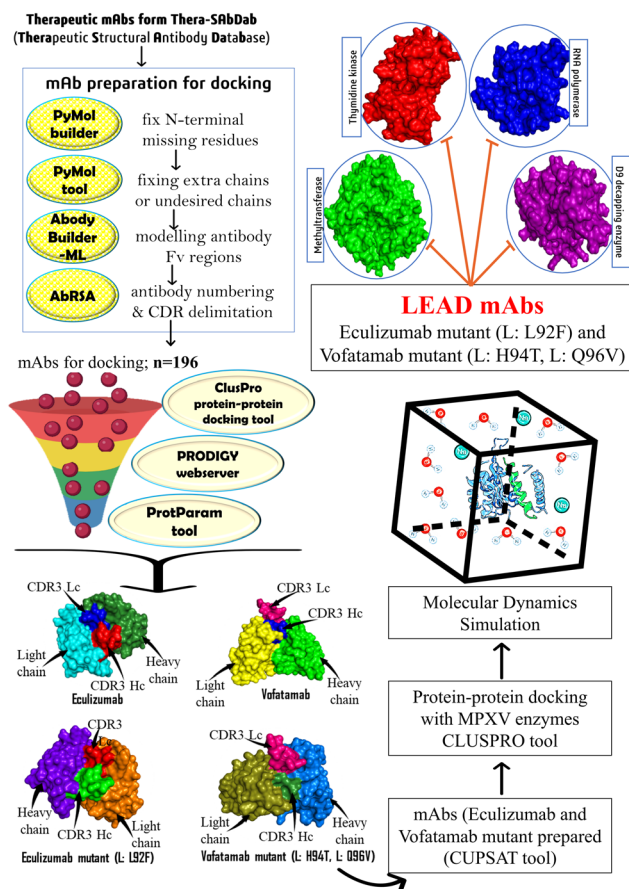 Therapeutic mAbs form Thera-SAbDab
(Therapeutic Structural Antibody Database)
mAb preparation for docking
PyMol
builder
fix N-terminal
missing residues
PyMol
tool
fixing extra chains
or undesired chains
Abody
Builder
-ML
modelling antibody
Fv regions
AbRSA
antibody numbering
& CDR delimitation
mAbs for docking; n=196
ClusPro
protein-protein
docking tool
PRODIGY
webserver
ProtParam
tool
CDR3 Lc
Light
chain
CDR3 Hc
Heavy
chain
Eculizumab
CDR3 Lc
CDR3 Hc
Light
chain
Heavy
chain
Vofatamab
CDR3
Lc
Heavy
chain
CDR3 Hc
Light
chain
Eculizumab mutant (L: L92F)
CDR3 Lc
Light
chain
CDR3 Hc
Heavy
chain
Vofatamab mutant (L: H94T, L: Q96V)
Thymidine kinase
RNA polymerase
Methyltransferase
D9 decapping enzyme
LEAD mAbs
Eculizumab mutant (L: L92F) and
Vofatamab mutant (L: H94T, L: Q96V)
Molecular Dynamics
Simulation
Protein-protein docking
with MPXV enzymes
CLUSPRO tool
mAbs (Eculizumab and
Vofatamab mutant prepared
(CUPSAT tool)